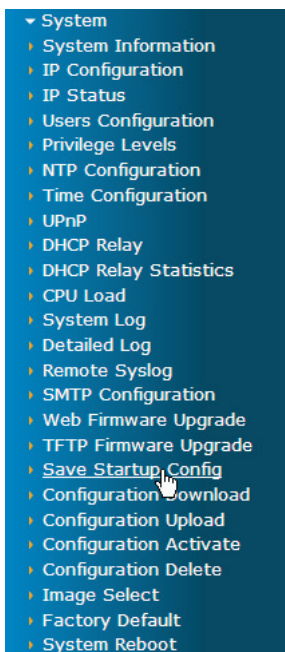 System
System Information
IP Configuration
IP Status
Users Configuration
Privilege Levels
NTP Configuration
Time Configuration
UPnP
DHCP Relay
DHCP Relay Statistics
CPU Load
System Log
Detailed Log
Remote Syslog
SMTP Configuration
Web Firmware Upgrade
TFTP Firmware Upgrade
Save Startup Config
Configuration Download
Configuration Upload
Configuration Activate
Configuration Delete
Image Select
Factory Default
System Reboot